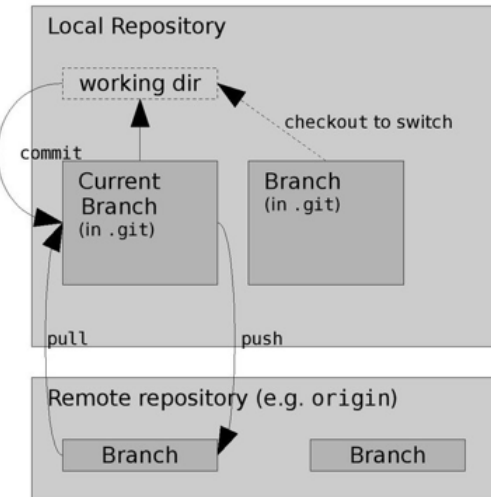 Local Repository
working dir
checkout to switch
commit
Current
Branch
(in .git)
Branch
(in .git)
pull
push
Remote repository (e.g. origin)
Branch
Branch